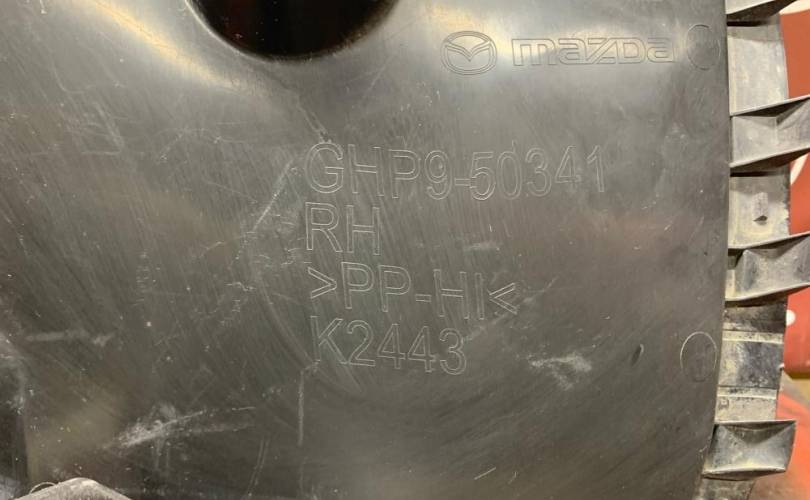 mazda
GHP9-50341
RH
>PP-HI<
K2443